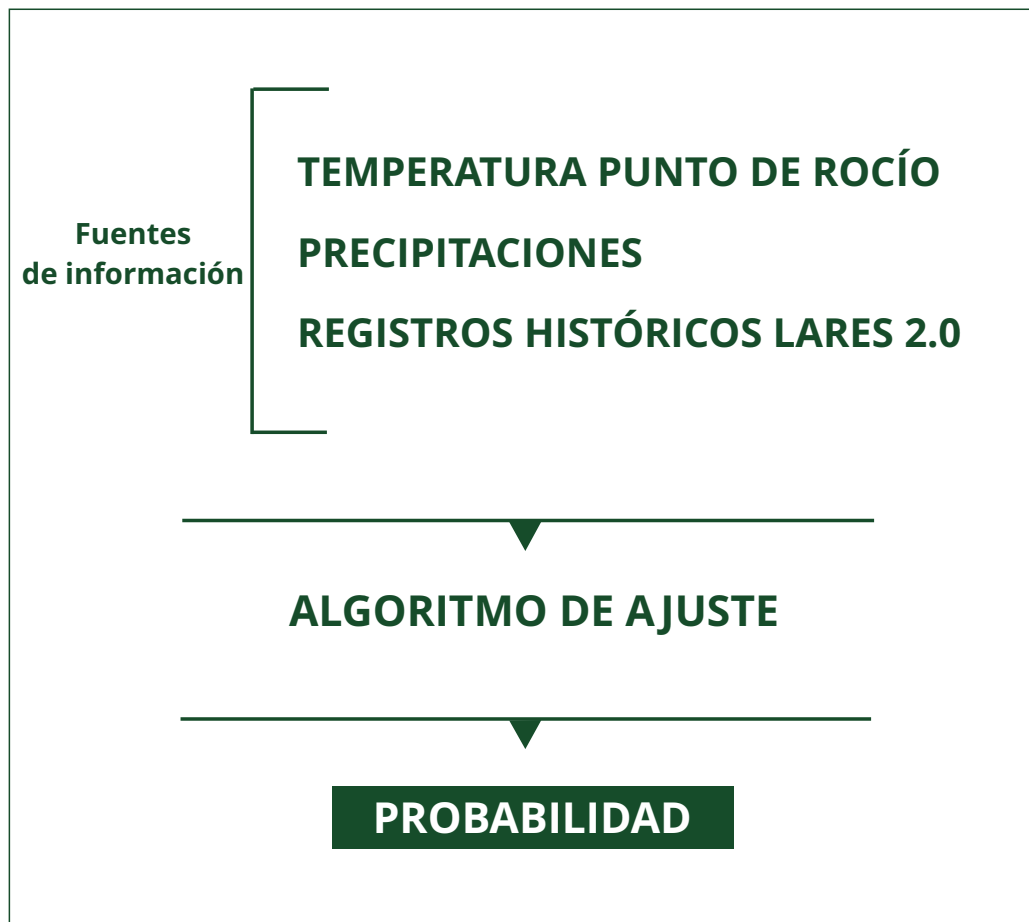 TEMPERATURA PUNTO DE ROCÍO
Fuentes
de información
PRECIPITACIONES
REGISTROS HISTÓRICOS LARES 2.0
ALGORITMO DE AJUSTE
PROBABILIDAD